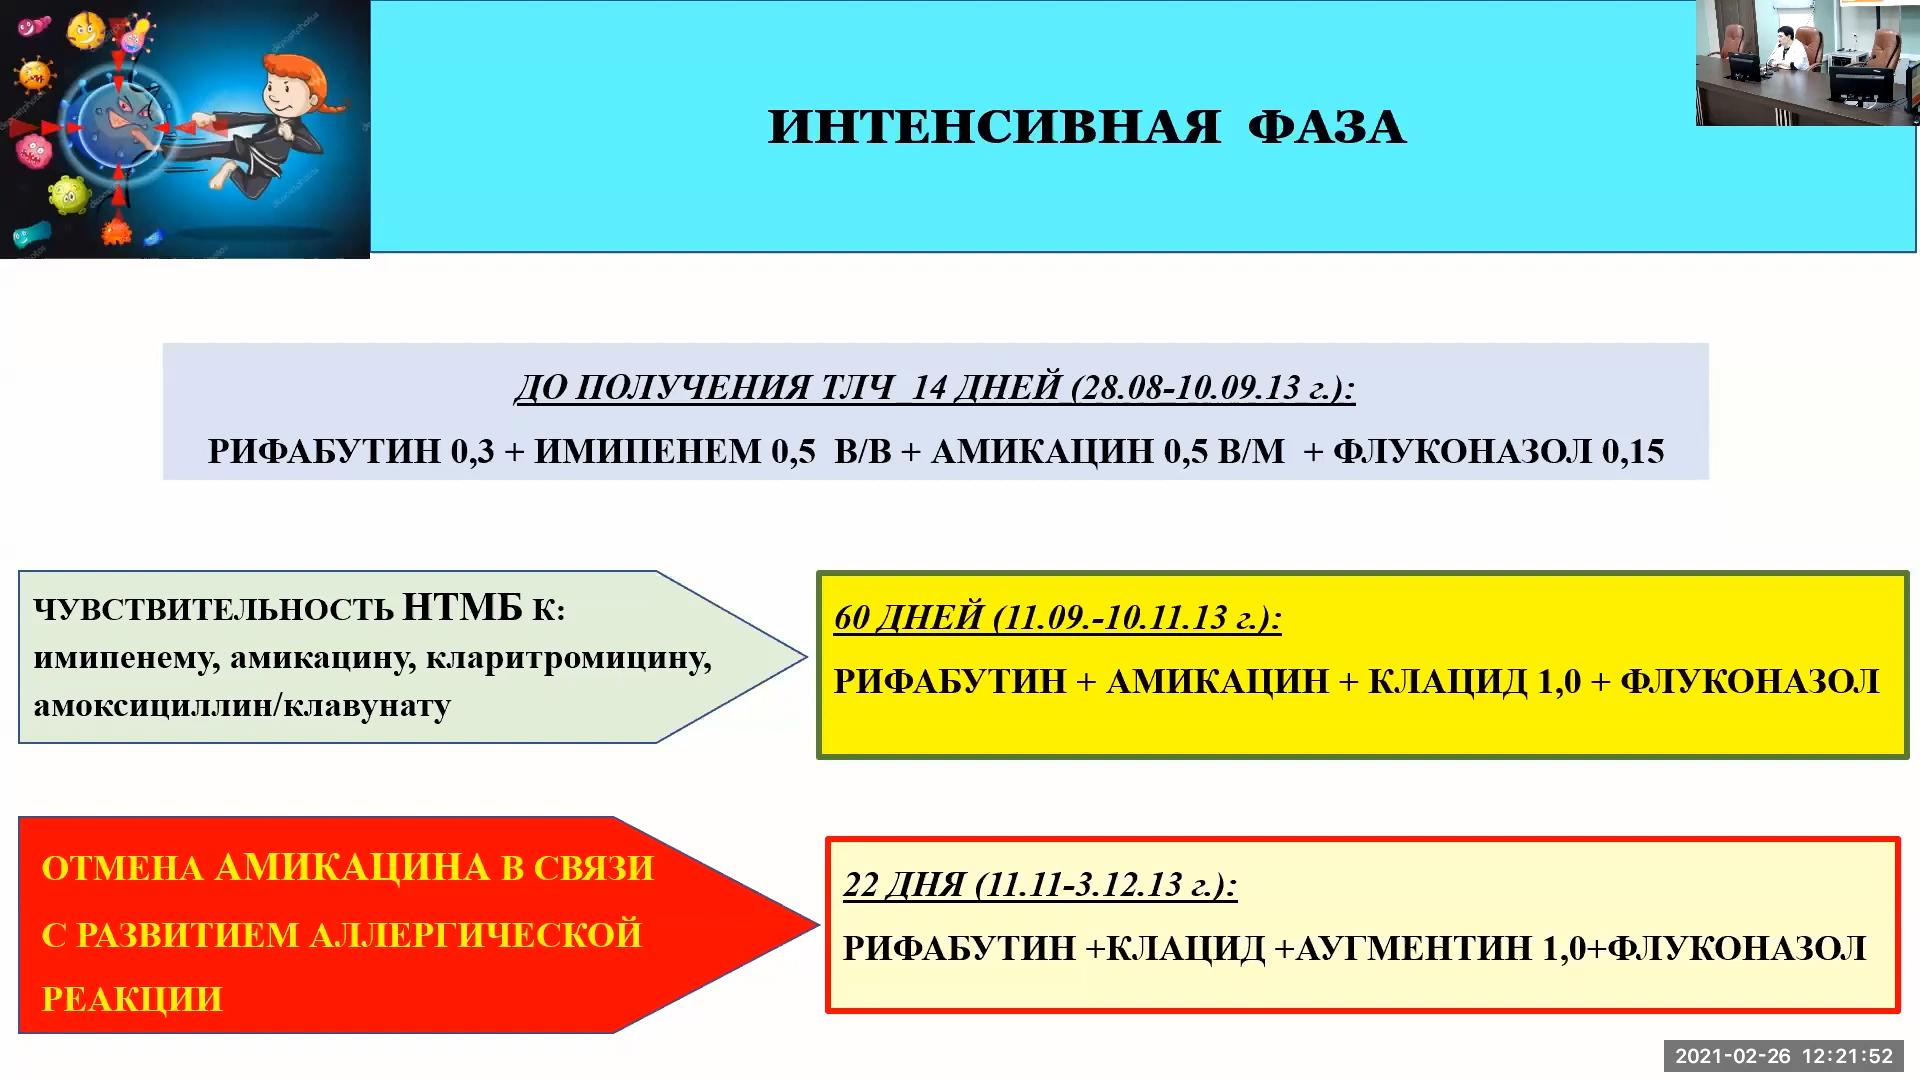 ИНТЕНСИВНАЯ ФАЗА
ДО ПОЛУЧЕНИЯ ТЛЧ 14 ДНЕЙ (28.08-10.09.13 г.):
РИФАБУТИН 0,3 + ИМИПЕНЕМ 0,5 В/В + АМИКАЦИН 0,5 В/М + ФЛУКОНАЗОЛ 0,15
ЧУВСТВИТЕЛЬНОСТЬ НТМБ К:
имипенему, амикацину, кларитромицину,
амоксициллин/клавунату
60 ДНЕЙ (11.09.-10.11.13 г.):
РИФАБУТИН + АМИКАЦИН + КЛАЦИД 1,0 + ФЛУКОНАЗОЛ
ОТМЕНА АМИКАЦИНА В СВЯЗИ
С РАЗВИТИЕМ АЛЛЕРГИЧЕСКОЙ
РЕАКЦИИ
22 ДНЯ (11.11-3.12.13 г.):
РИФАБУТИН +КЛАЦИД +АУГМЕНТИН 1,0+ФЛУКОНАЗОЛ
2021-02-26 12:21:52